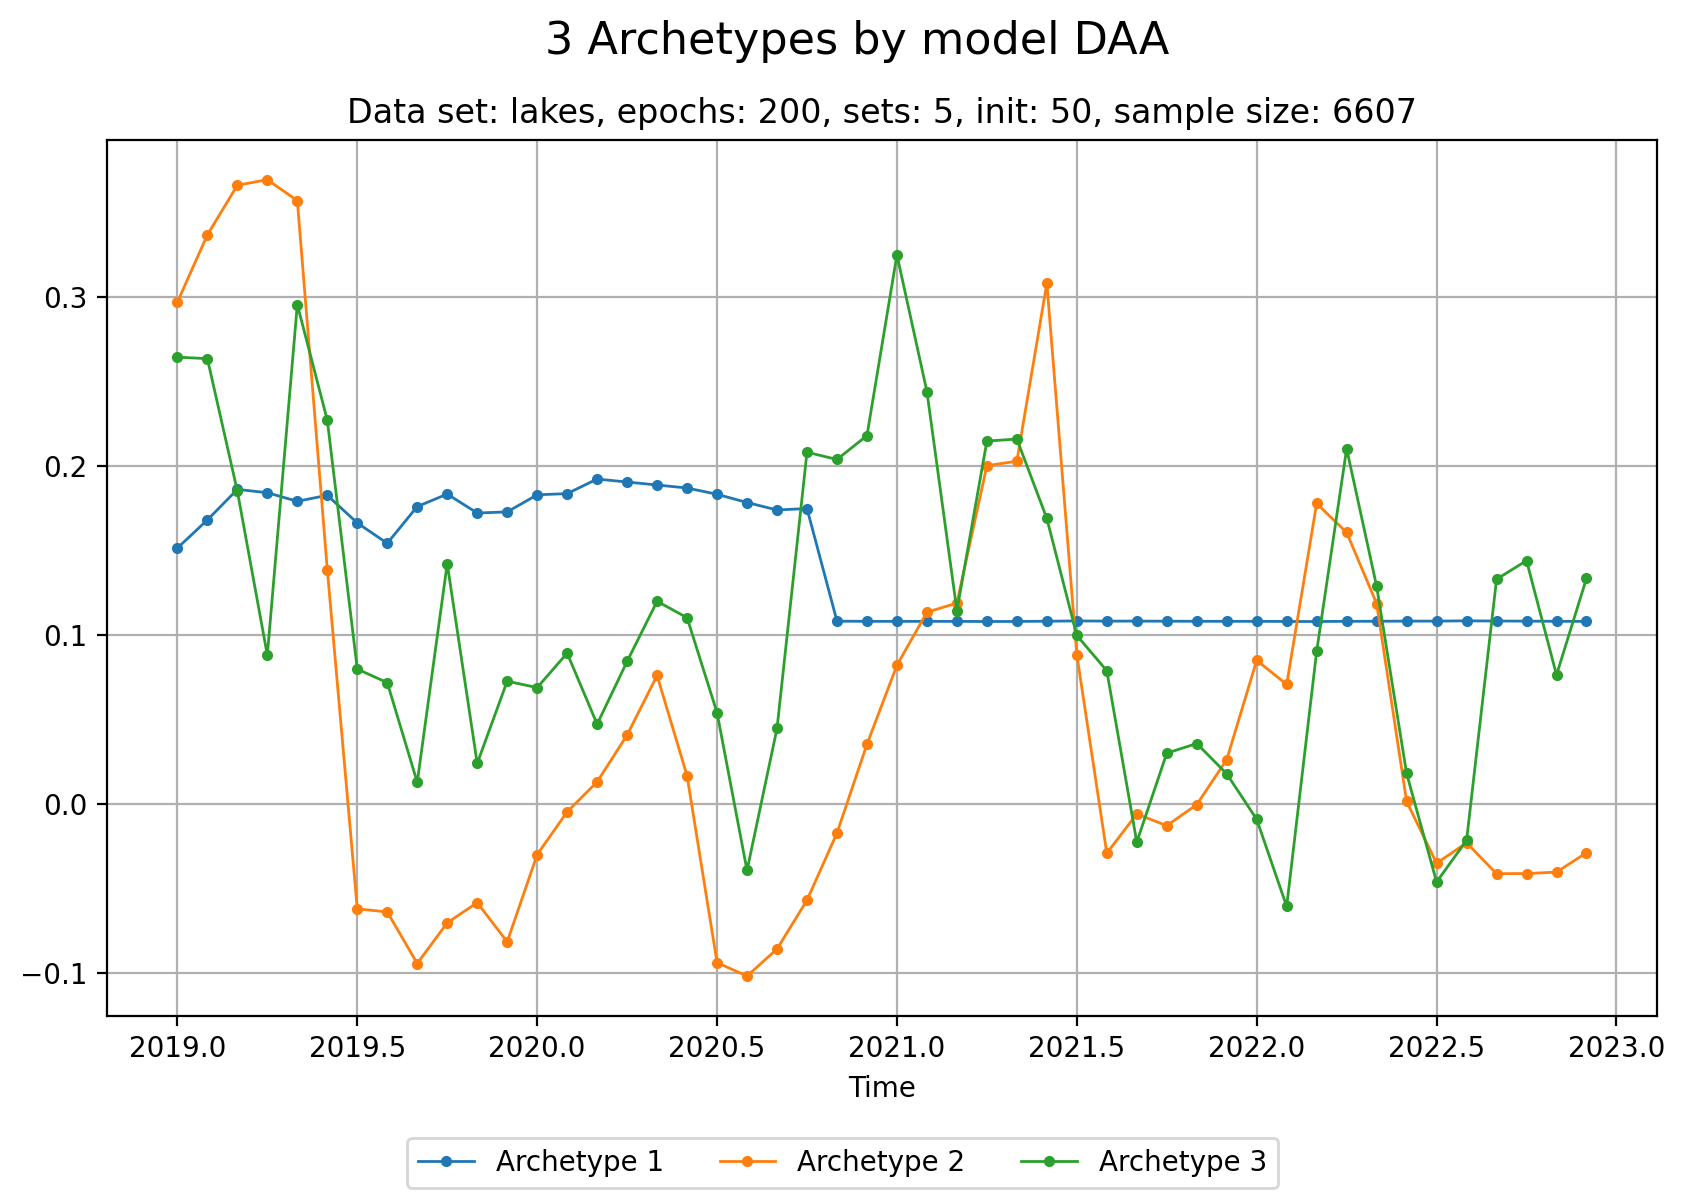 3 Archetypes by model DAA
Data set: lakes, epochs: 200, sets: 5, init: 50, sample size: 6607
0.3
0.2
0.1
0.0
−0.1
2019.0 2019.5 2020.0 2020.5 2021.0 2021.5 2022.0 2022.5 2023.0
Time
Archetype 1 Archetype 2 Archetype 3